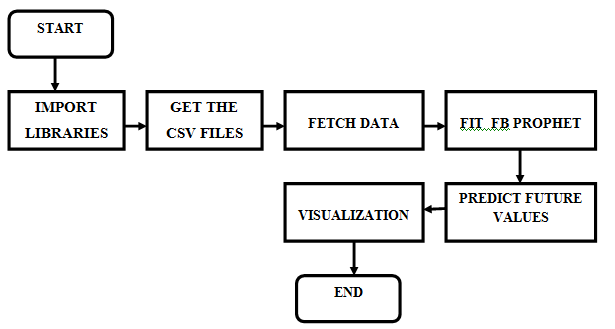 START
IMPORT
LIBRARIES
GET THE
CSV FILES
FETCH DATA
FIT FB PROPHET
PREDICT FUTURE
VALUES
VISUALIZATION
END